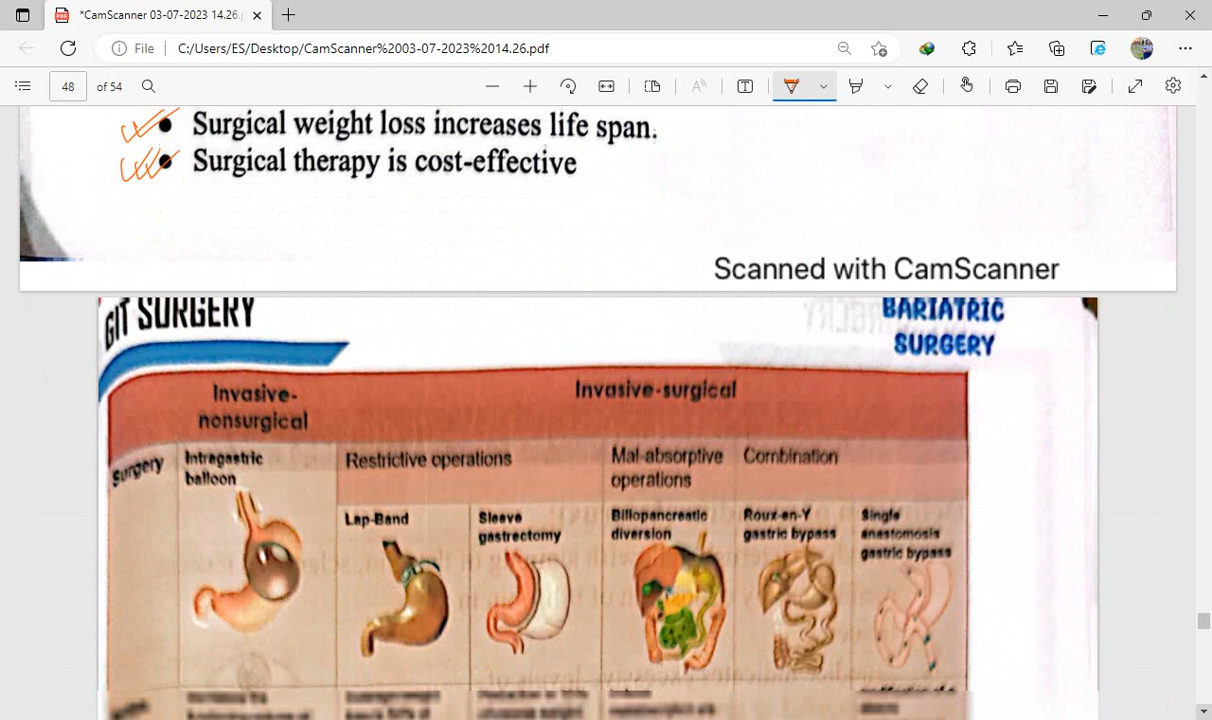 *CamScanner 03-07-2023 14.26.
File
C:/Users/ES/Desktop/CamScanner%2003-07-2023%2014.26.pdf
48 of 54
Surgical weight loss increases life span.
Surgical therapy is cost-effective
Scanned with CamScanner
GIT SURGERY
BARIATRIC
SURGERY
Invasive-
nonsurgical
Invasive-surgical
Surgery
Intragastric
balloon
Restrictive operations
Mal-absorptive
operations
Combination
Lap-Band
Sleeve
gastrectomy
Biliopancreatic
diversion
Roux-en-Y
gastric bypass
Single
anastomosis
gastric bypass